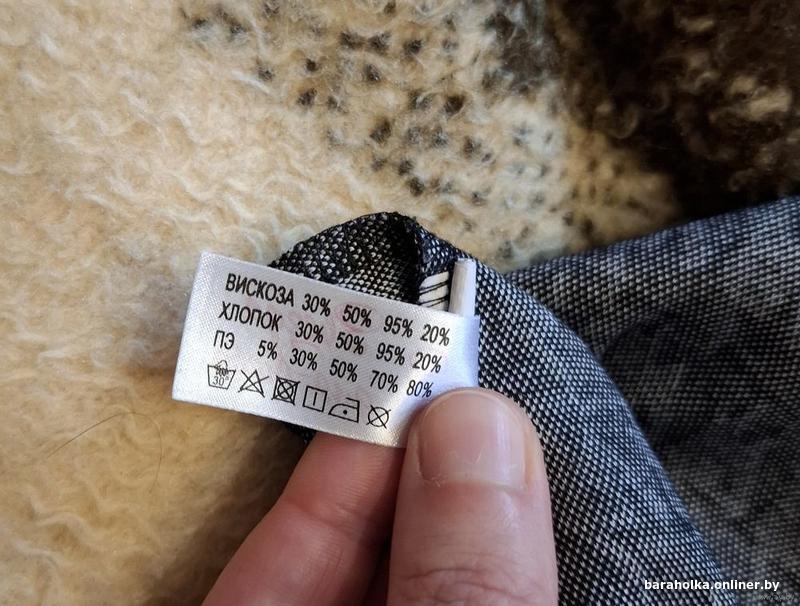 ВИСКОЗА 30% 50% 95% 20%
ХЛОПОК 30% 50% 95% 20%
ПЭ 5% 30% 50% 70% 80%
30°
baraholka.onliner.by